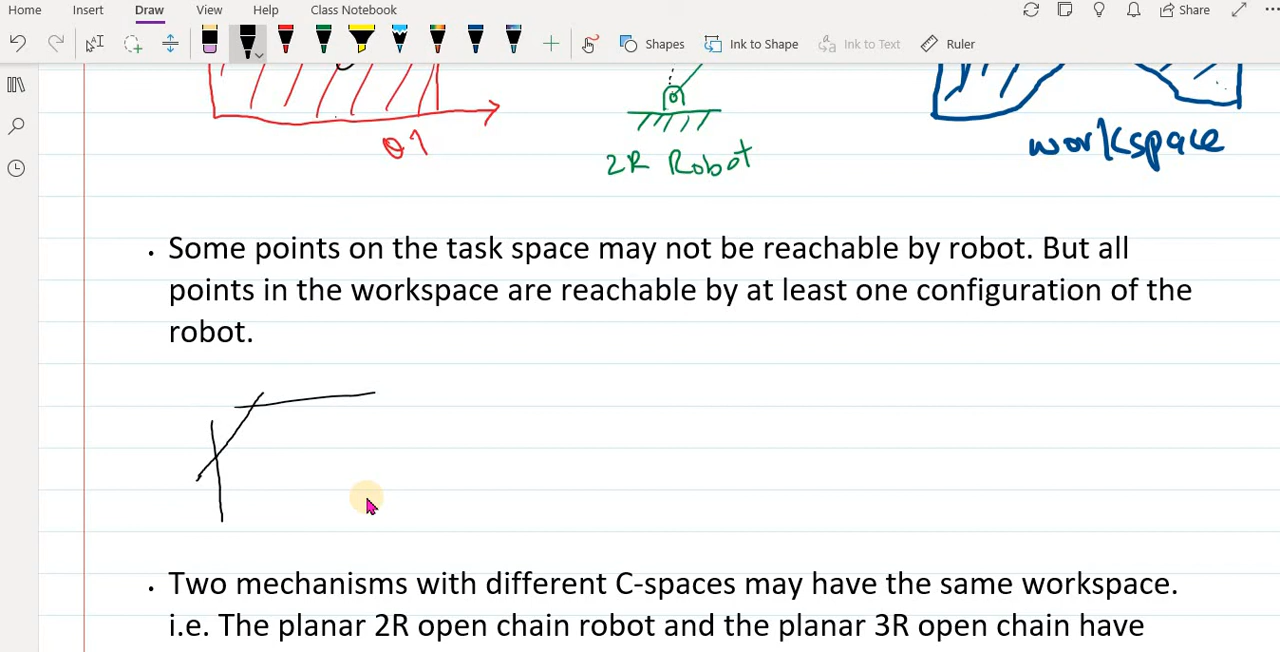 Home Insert Draw View Help Class Notebook Share
Shapes Ink to Shape Ink to Text Ruler
θ1
2R Robot
workspace
Some points on the task space may not be reachable by robot. But all
points in the workspace are reachable by at least one configuration of the
robot.
Two mechanisms with different C-spaces may have the same workspace.
i.e. The planar 2R open chain robot and the planar 3R open chain have